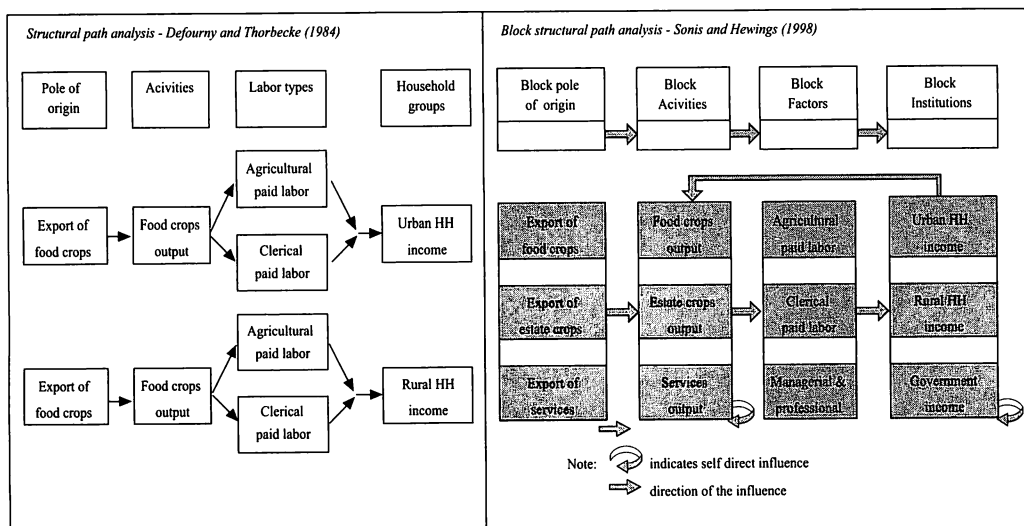 Structural path analysis - Defourny and Thorbecke (1984)
Pole of
origin
Acivities
Labor types
Household
groups
Export of
food crops
Food crops
output
Agricultural
paid labor
Clerical
paid labor
Urban HH
income
Export of
food crops
Food crops
output
Agricultural
paid labor
Clerical
paid labor
Rural HH
income
Block structural path analysis - Sonis and Hewings (1998)
Block pole
of origin
Block
Acivities
Block
Factors
Block
Institutions
Export of
food crops
Food crops
output
Agricultural
paid labor
Urban HH
income
Export of
estate crops
Estate crops
output
Clerical
paid labor
Rural HH
income
Export of
services
Services
output
Managerial &
professional
Government
income
Note:
indicates self direct influence
direction of the influence